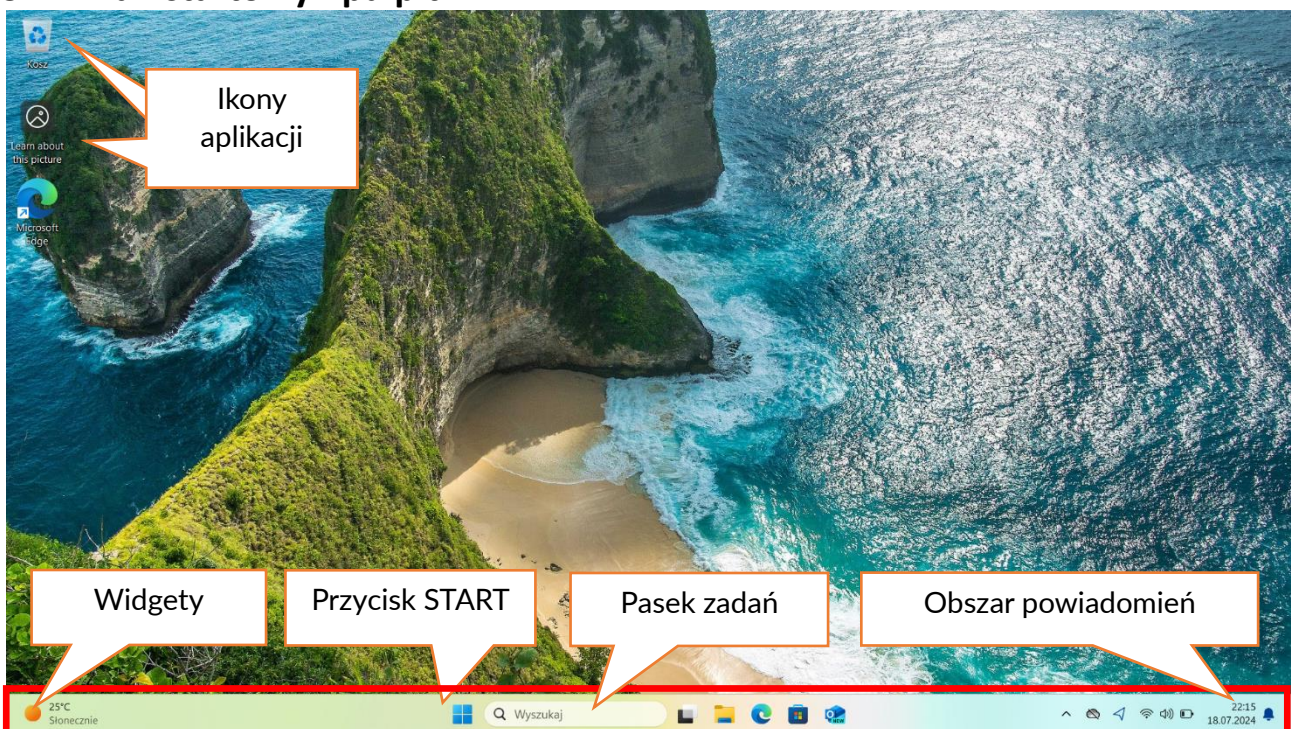 Kosz
Ikony
aplikacji
Learn about
this picture
Microsoft
Edge
Widgety
Przycisk START
Pasek zadań
Obszar powiadomień
25°C
Słonecznie
Wyszukaj
NEW
22:15
18.07.2024